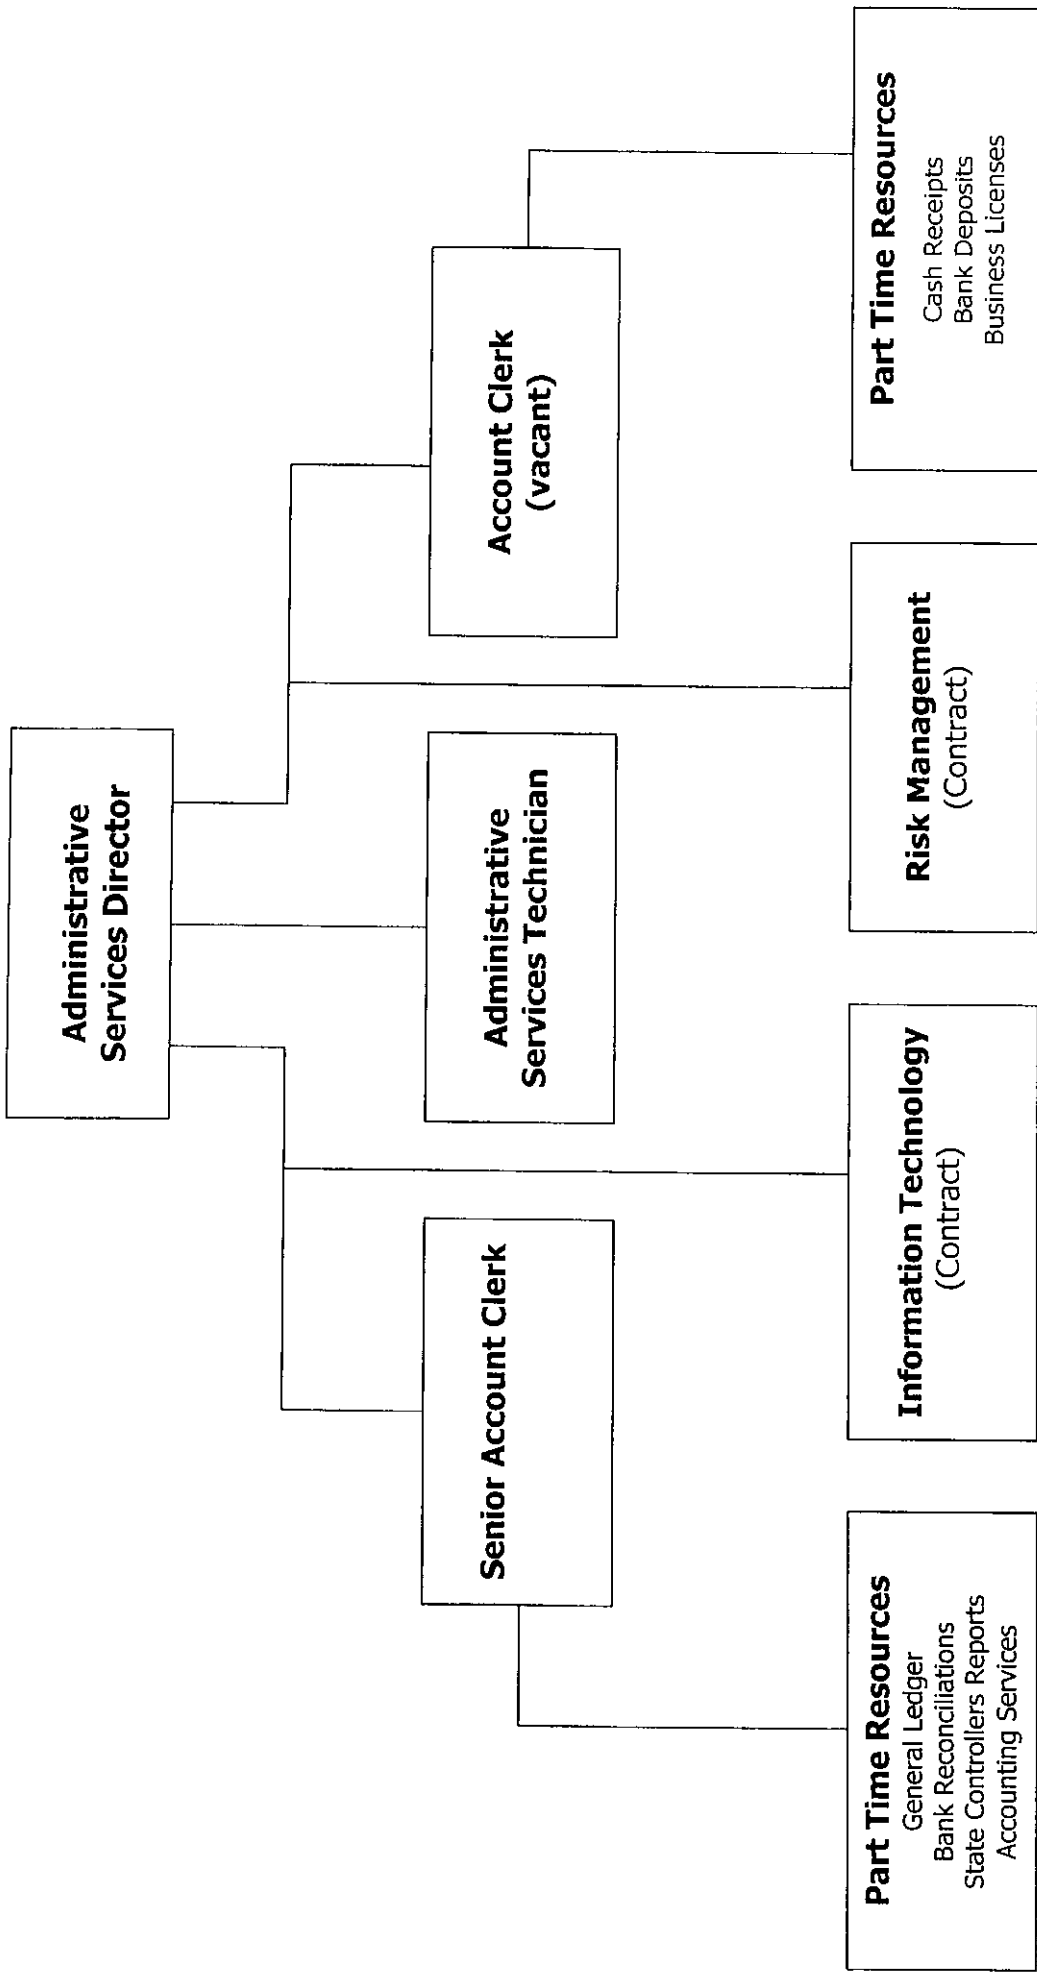 Administrative
Services Director
Senior Account Clerk
Administrative
Services Technician
Account Clerk
(vacant)
Part Time Resources
General Ledger
Bank Reconciliations
State Controllers Reports
Accounting Services
Information Technology
(Contract)
Risk Management
(Contract)
Part Time Resources
Cash Receipts
Bank Deposits
Business Licenses